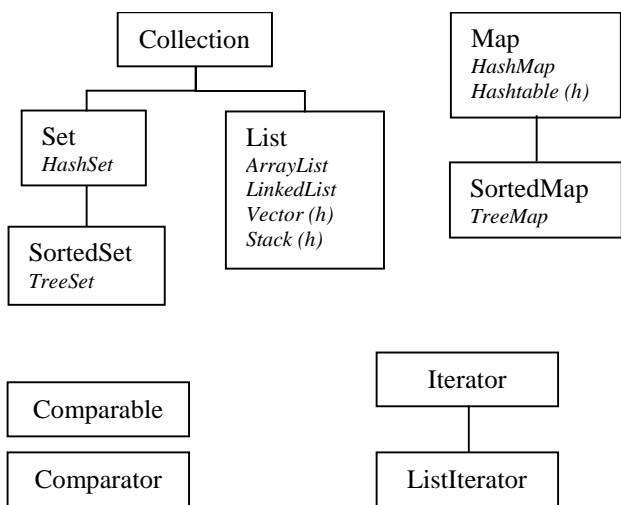 Collection
Map
HashMap
Hashtable (h)
Set
HashSet
List
ArrayList
LinkedList
Vector (h)
Stack (h)
SortedMap
TreeMap
SortedSet
TreeSet
Comparable
Iterator
Comparator
ListIterator